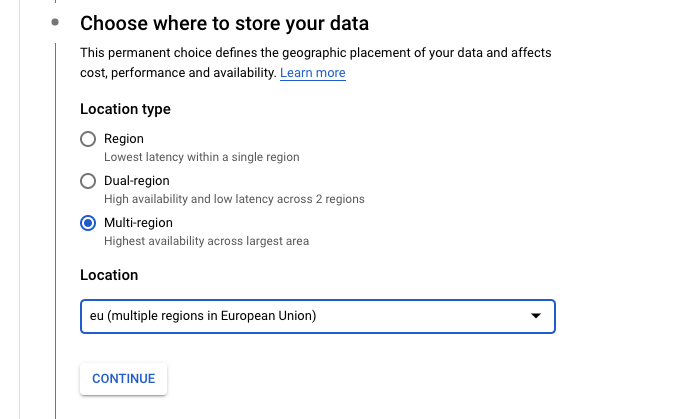 Choose where to store your data
This permanent choice defines the geographic placement of your data and affects
cost, performance and availability. Learn more
Location type
Region
Lowest latency within a single region
Dual-region
High availability and low latency across 2 regions
Multi-region
Highest availability across largest area
Location
eu (multiple regions in European Union)
CONTINUE